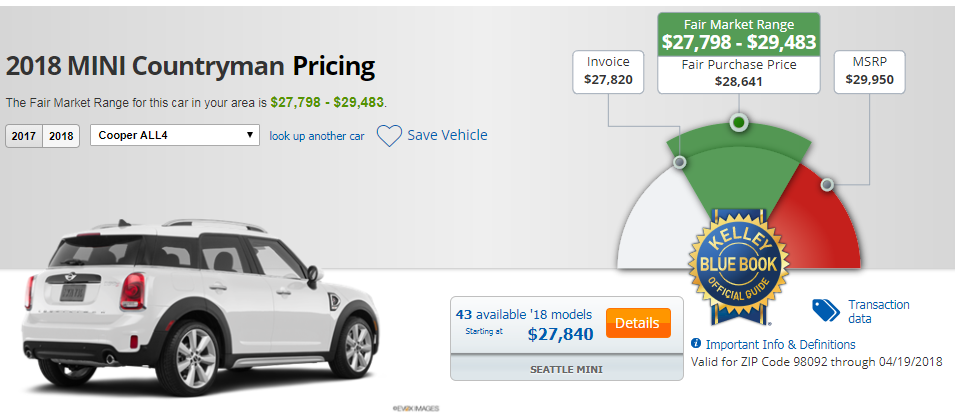 2018 MINI Countryman Pricing
The Fair Market Range for this car in your area is $27,798 - $29,483.
2017 2018 Cooper ALL4 look up another car Save Vehicle
Fair Market Range
$27,798 - $29,483
Fair Purchase Price
$28,641
Invoice
$27,820
MSRP
$29,950
KELLEY
BLUE BOOK
OFFICIAL GUIDE
43 available '18 models
Starting at $27,840
Details
SEATTLE MINI
Transaction
data
Important Info & Definitions
Valid for ZIP Code 98092 through 04/19/2018
©EVOX IMAGES